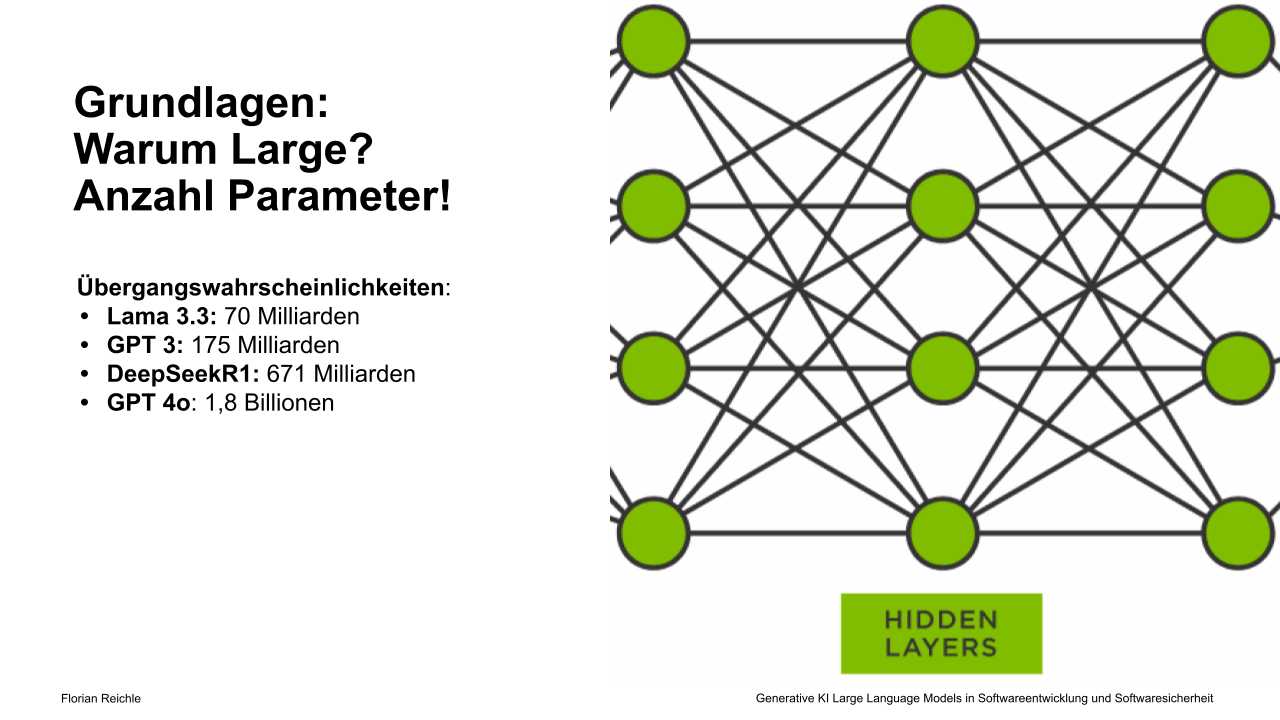 Grundlagen:
Warum Large?
Anzahl Parameter!
Übergangswahrscheinlichkeiten:
• Lama 3.3: 70 Milliarden
• GPT 3: 175 Milliarden
• DeepSeekR1: 671 Milliarden
• GPT 4o: 1,8 Billionen
HIDDEN
LAYERS
Florian Reichle
Generative KI Large Language Models in Softwareentwicklung und Softwaresicherheit